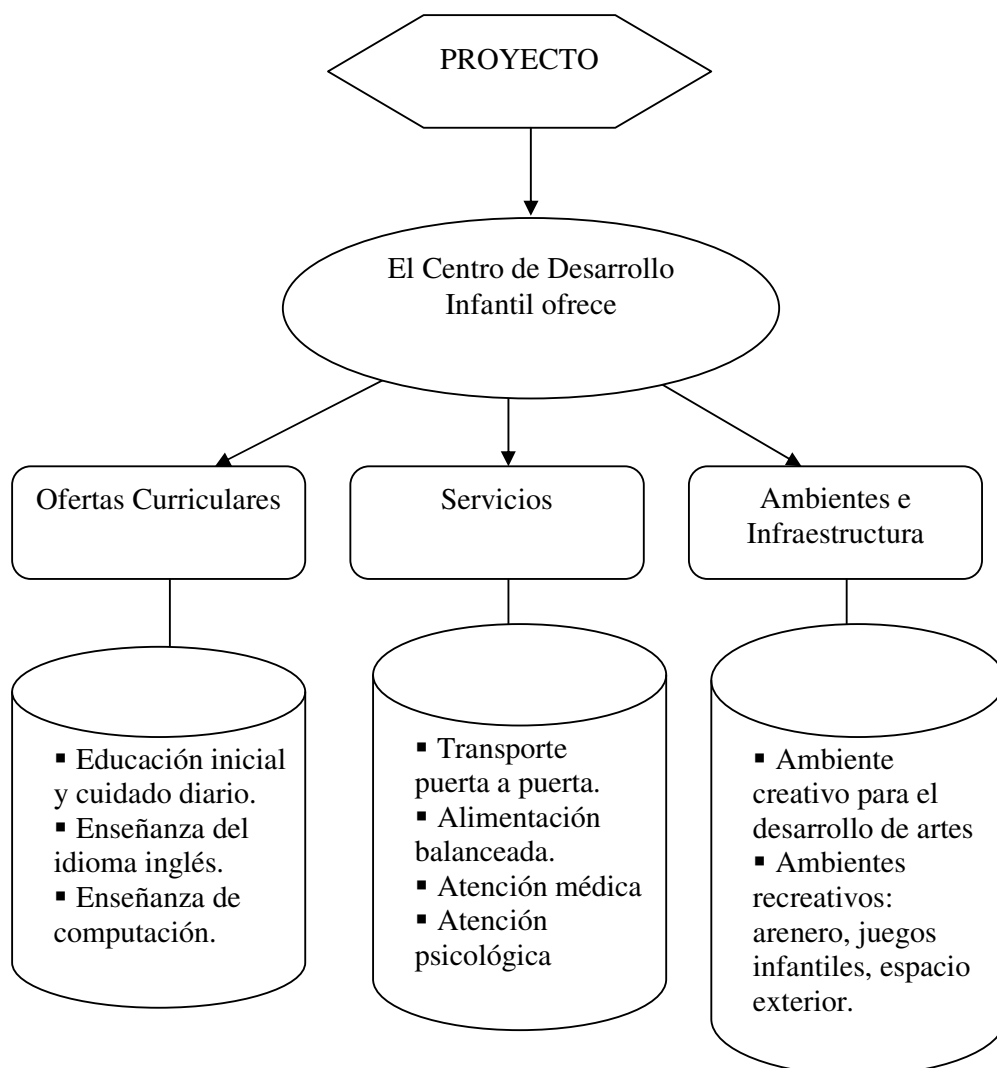 PROYECTO
El Centro de Desarrollo
Infantil ofrece
Ofertas Curriculares
Servicios
Ambientes e
Infraestructura
▪ Educación inicial
y cuidado diario.
▪ Enseñanza del
idioma inglés.
▪ Enseñanza de
computación.
▪ Transporte
puerta a puerta.
▪ Alimentación
balanceada.
▪ Atención médica
▪ Atención
psicológica
▪ Ambiente
creativo para el
desarrollo de artes
▪ Ambientes
recreativos:
arenero, juegos
infantiles, espacio
exterior.